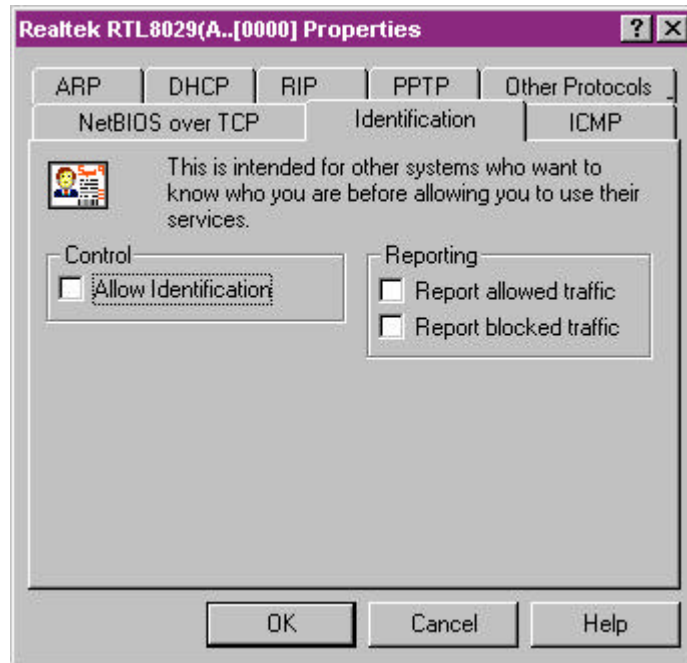 Realtek RTL8029(A..[0000] Properties
ARP DHCP RIP PPTP Other Protocols
NetBIOS over TCP Identification ICMP
This is intended for other systems who want to
know who you are before allowing you to use their
services.
Control
Allow Identification
Reporting
Report allowed traffic
Report blocked traffic
OK Cancel Help